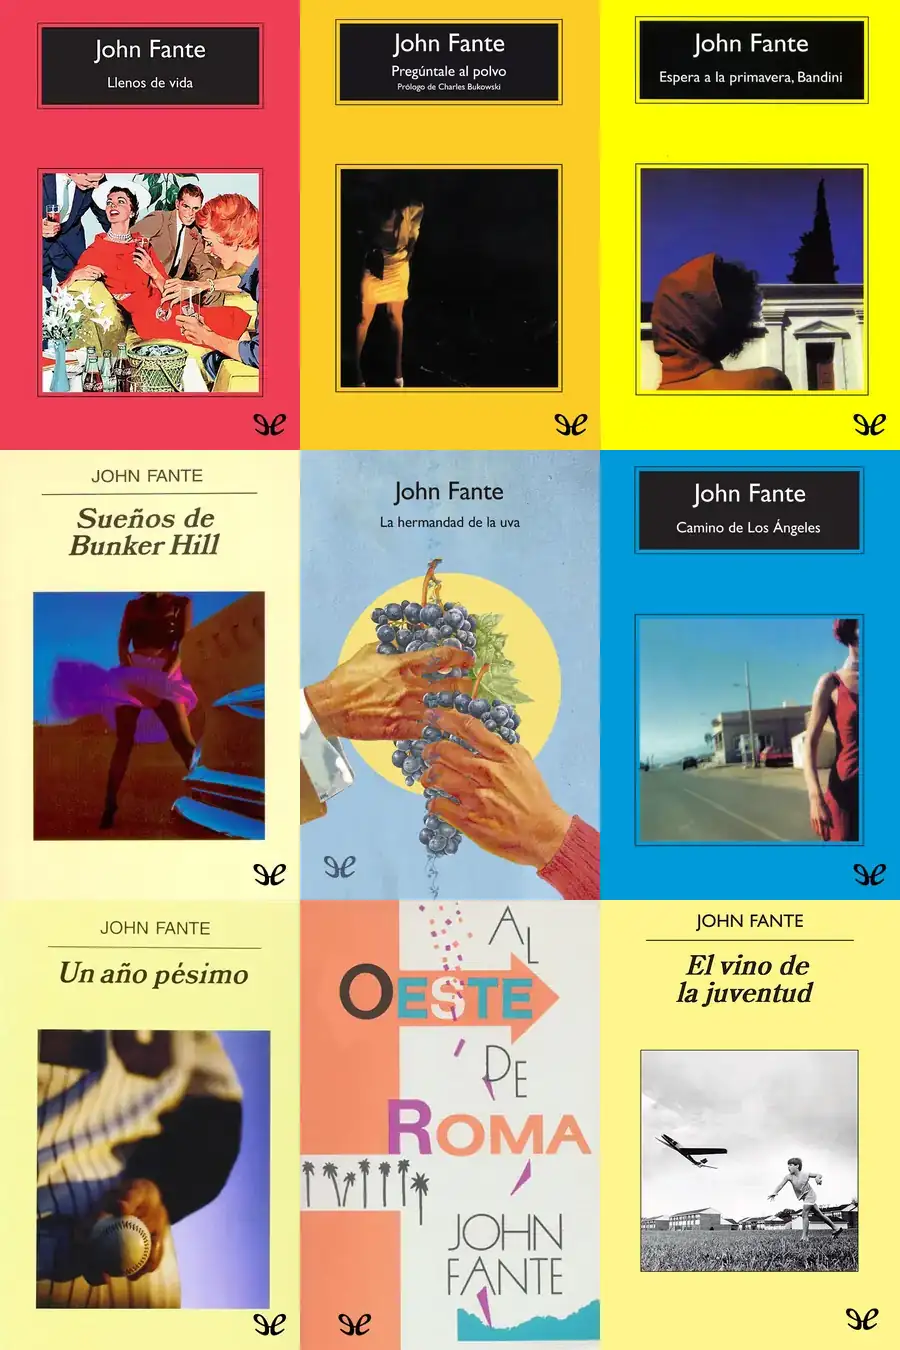 John Fante
Llenos de vida
John Fante
Pregúntale al polvo
Prólogo de Charles Bukowski
John Fante
Espera a la primavera, Bandini
JOHN FANTE
Sueños de
Bunker Hill
John Fante
La hermandad de la uva
John Fante
Camino de Los Ángeles
JOHN FANTE
Un año pésimo
AL
OESTE
DE
ROMA
JOHN
FANTE
JOHN FANTE
El vino de
la juventud